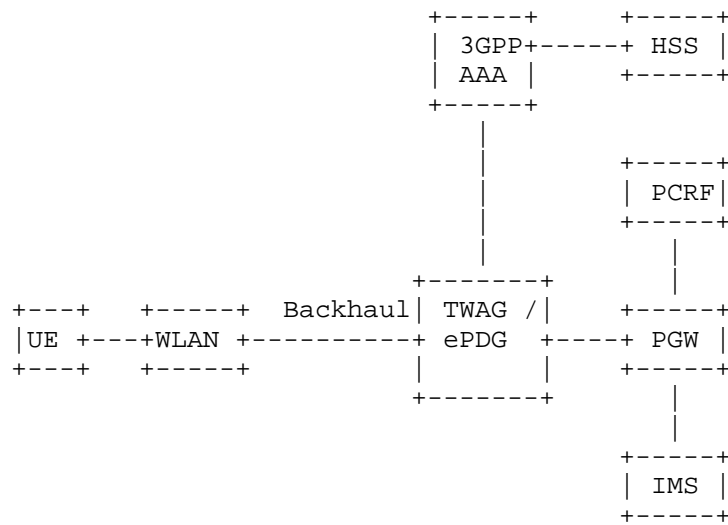 3GPP HSS
AAA
PCRF
Backhaul TWAG /
UE WLAN ePDG PGW
IMS